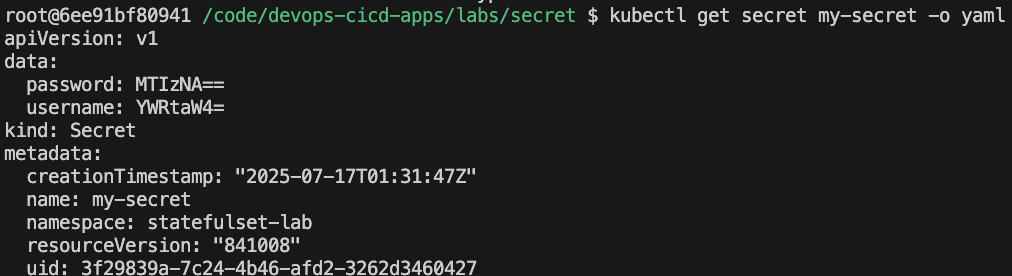 root@6ee91bf80941 /code/devops-cicd-apps/labs/secret $ kubectl get secret my-secret -o yaml
apiVersion: v1
data:
  password: MTIzNA==
  username: YWRtaW4=
kind: Secret
metadata:
  creationTimestamp: "2025-07-17T01:31:47Z"
  name: my-secret
  namespace: statefulset-lab
  resourceVersion: "841008"
  uid: 3f29839a-7c24-4b46-afd2-3262d3460427